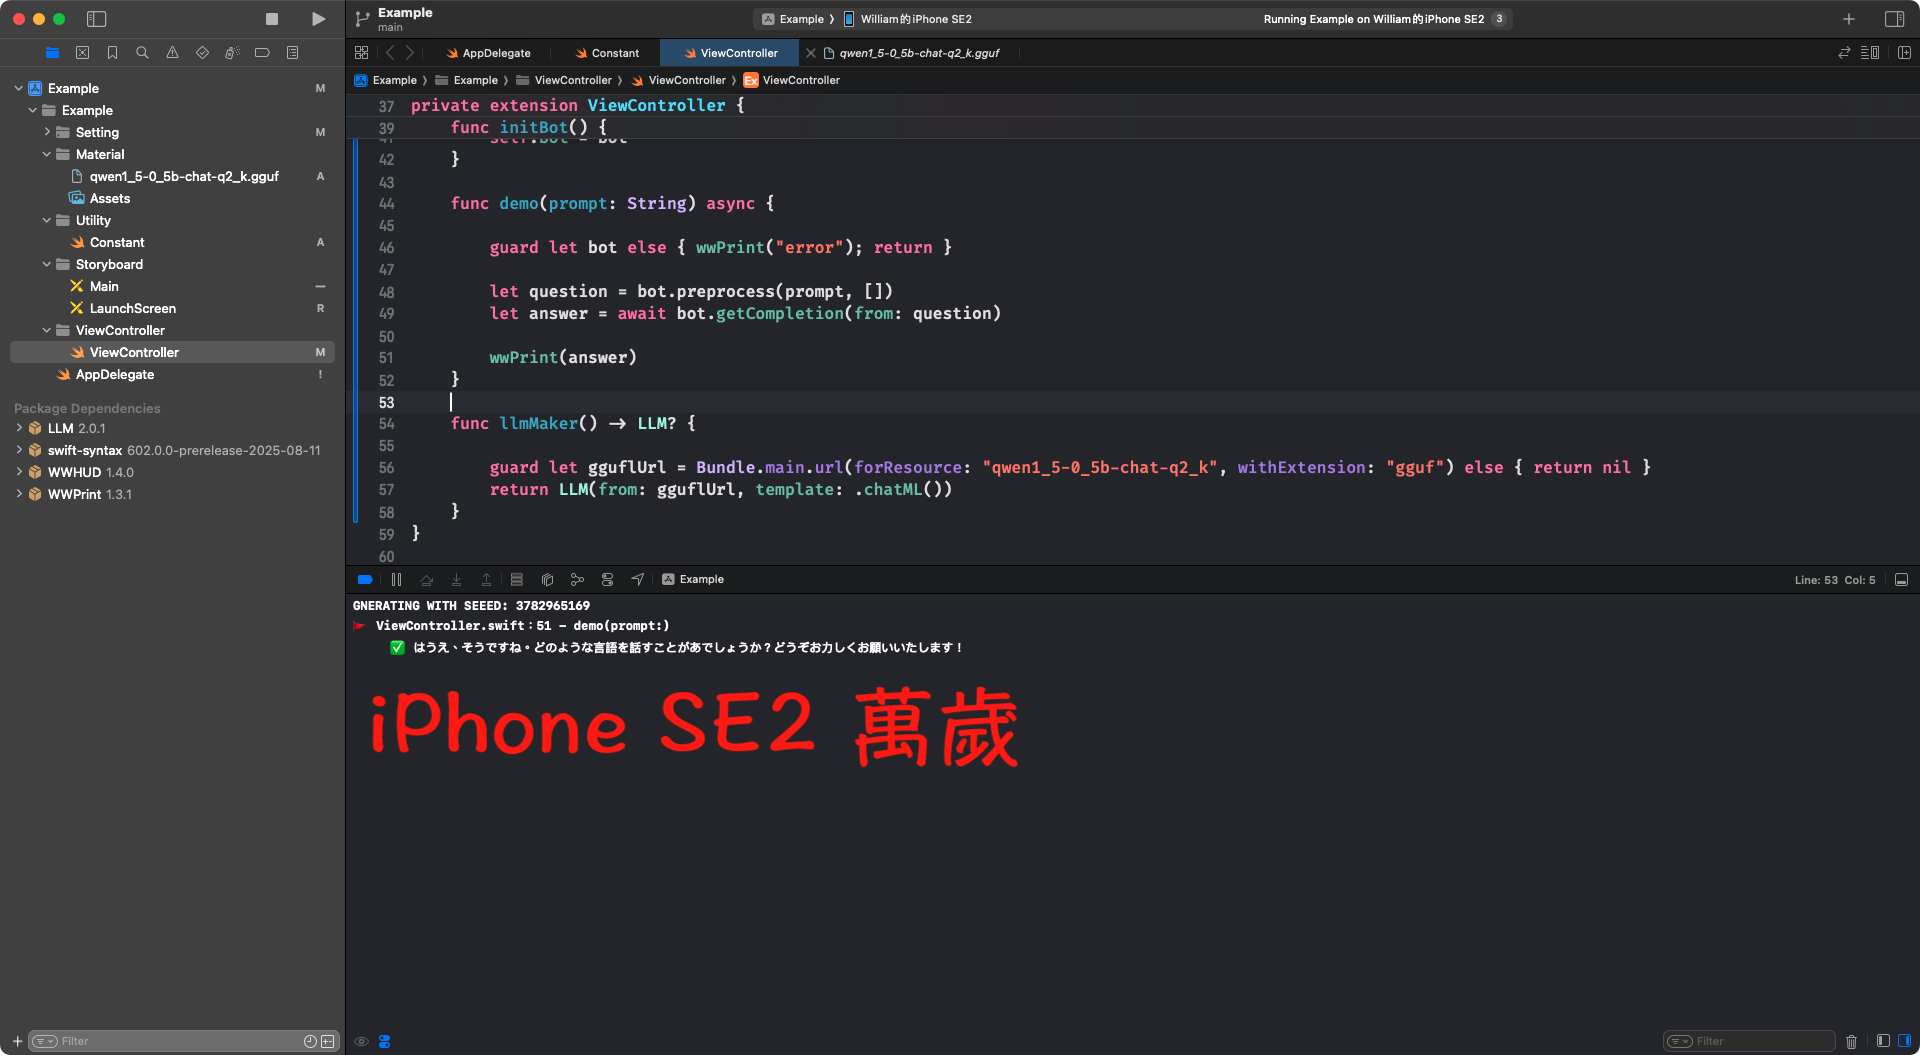 Example
main
Example 〉 William的iPhone SE2
Running Example on William的iPhone SE2 3
AppDelegate
Constant
ViewController
qwen1_5-0_5b-chat-q2_k.gguf
Example 〉 Example 〉 ViewController 〉 ViewController 〉 Ex ViewController
Example M
Example
Setting M
Material
qwen1_5-0_5b-chat-q2_k.gguf A
Assets
Utility
Constant A
Storyboard
Main —
LaunchScreen R
ViewController
ViewController M
AppDelegate !
Package Dependencies
LLM 2.0.1
swift-syntax 602.0.0-prerelease-2025-08-11
WWHUD 1.4.0
WWPrint 1.3.1
Filter
37 private extension ViewController {
39 func initBot() {
41 self.bot = bot
42 }
43
44 func demo(prompt: String) async {
45
46 guard let bot else { wwPrint("error"); return }
47
48 let question = bot.preprocess(prompt, [])
49 let answer = await bot.getCompletion(from: question)
50
51 wwPrint(answer)
52 }
53
54 func llmMaker() -> LLM? {
55
56 guard let gguflUrl = Bundle.main.url(forResource: "qwen1_5-0_5b-chat-q2_k", withExtension: "gguf") else { return nil }
57 return LLM(from: gguflUrl, template: .chatML())
58 }
59 }
60
Example
Line: 53 Col: 5
GNERATING WITH SEEED: 3782965169
ViewController.swift：51 - demo(prompt:)
✅ はうえ、そうですね。どのような言語を話すことがあでしょうか？どうぞお力しくお願いいたします！
iPhone SE2 萬歲
Filter